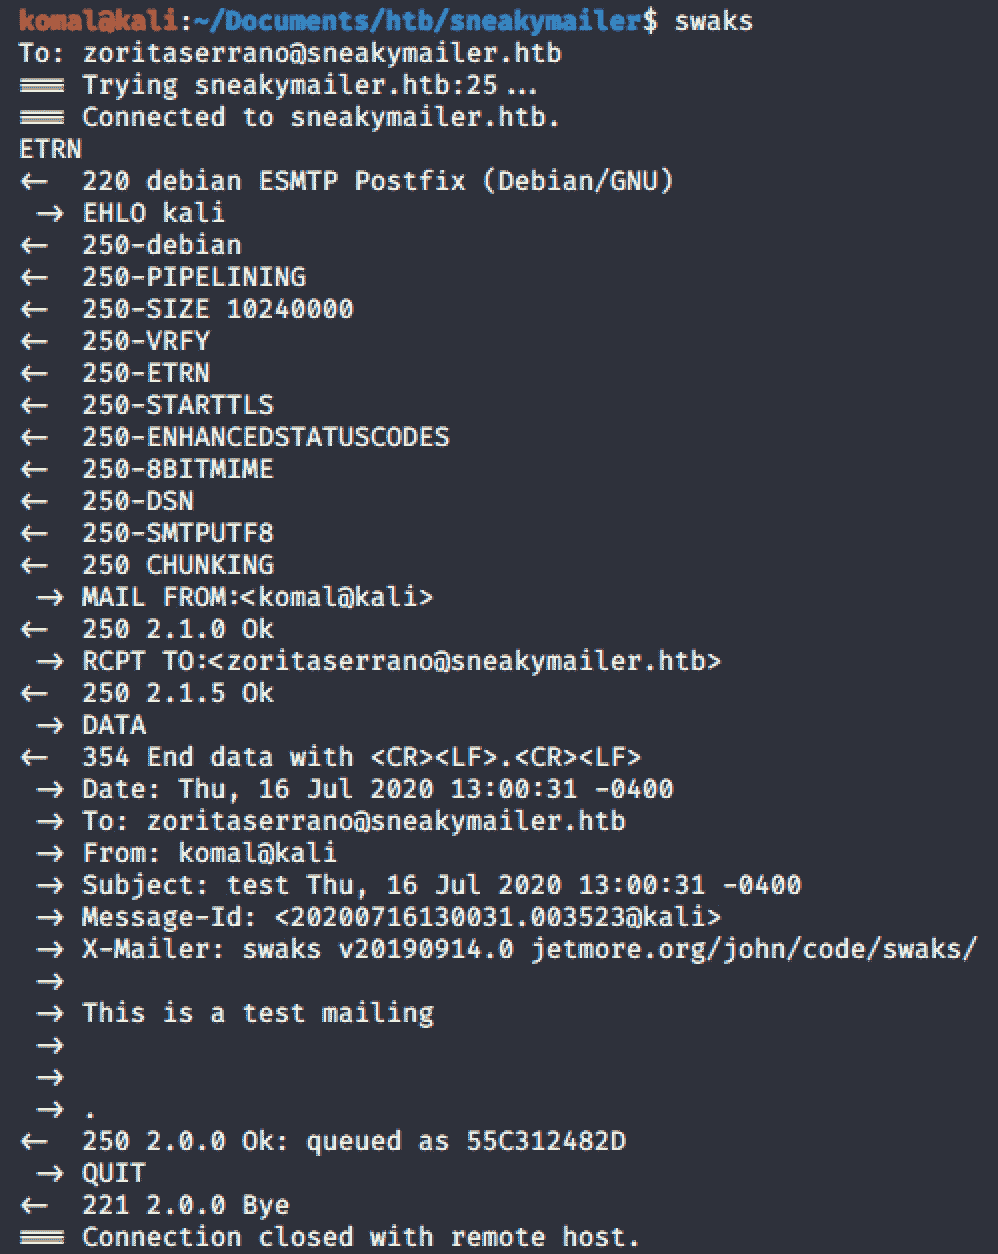 komal@kali:~/Documents/htb/sneakymailer$ swaks
To: zoritaserrano@sneakymailer.htb
=== Trying sneakymailer.htb:25...
=== Connected to sneakymailer.htb.
ETRN
<-  220 debian ESMTP Postfix (Debian/GNU)
 -> EHLO kali
<-  250-debian
<-  250-PIPELINING
<-  250-SIZE 10240000
<-  250-VRFY
<-  250-ETRN
<-  250-STARTTLS
<-  250-ENHANCEDSTATUSCODES
<-  250-8BITMIME
<-  250-DSN
<-  250-SMTPUTF8
<-  250 CHUNKING
 -> MAIL FROM:<komal@kali>
<-  250 2.1.0 Ok
 -> RCPT TO:<zoritaserrano@sneakymailer.htb>
<-  250 2.1.5 Ok
 -> DATA
<-  354 End data with <CR><LF>.<CR><LF>
 -> Date: Thu, 16 Jul 2020 13:00:31 -0400
 -> To: zoritaserrano@sneakymailer.htb
 -> From: komal@kali
 -> Subject: test Thu, 16 Jul 2020 13:00:31 -0400
 -> Message-Id: <20200716130031.003523@kali>
 -> X-Mailer: swaks v20190914.0 jetmore.org/john/code/swaks/
 ->
 -> This is a test mailing
 ->
 ->
 -> .
<-  250 2.0.0 Ok: queued as 55C312482D
 -> QUIT
<-  221 2.0.0 Bye
=== Connection closed with remote host.